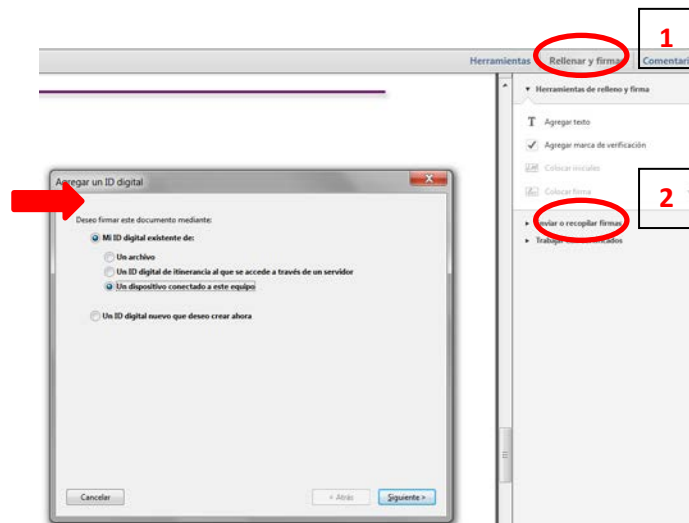 1
Herramientas Rellenar y firmar Comentari
Herramientas de relleno y firma
Agregar texto
Agregar marca de verificación
Colocar iniciales
Colocar firma
2
Enviar o recopilar firmas
Trabajar
Agregar un ID digital
Deseo firmar este documento mediante:
Mi ID digital existente de:
Un archivo
Un ID digital de itinerancia al que se accede a través de un servidor
Un dispositivo conectado a este equipo
Un ID digital nuevo que deseo crear ahora
Cancelar < Atrás Siguiente >